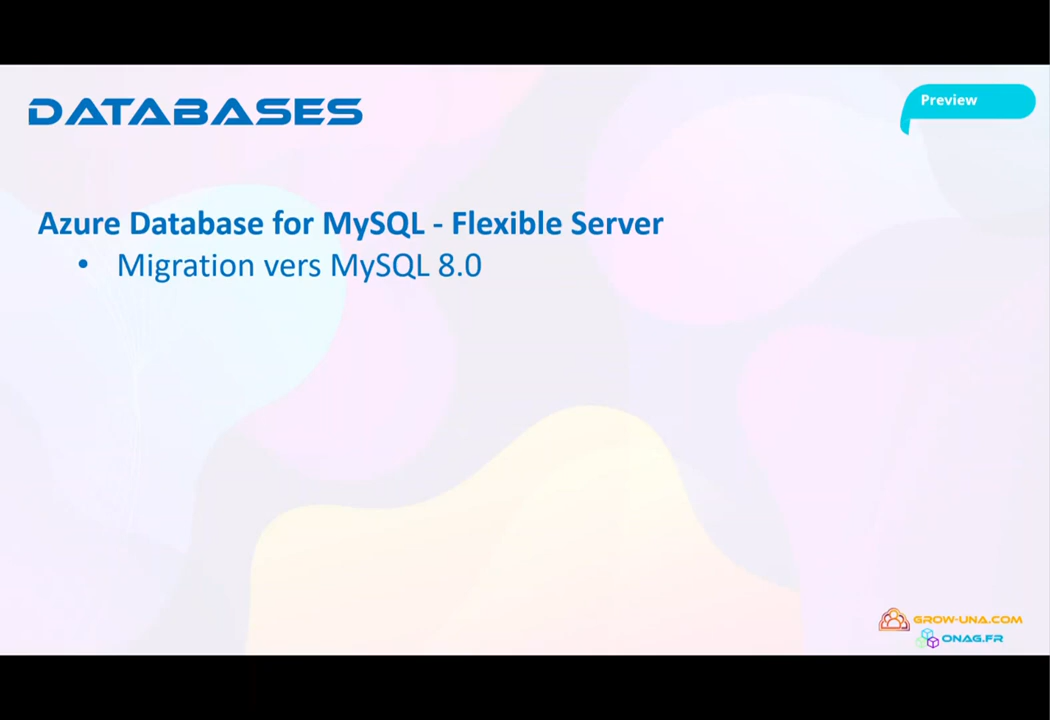 DATABASES
Preview
Azure Database for MySQL - Flexible Server
• Migration vers MySQL 8.0
GROW-UNA.COM
ONAG.FR